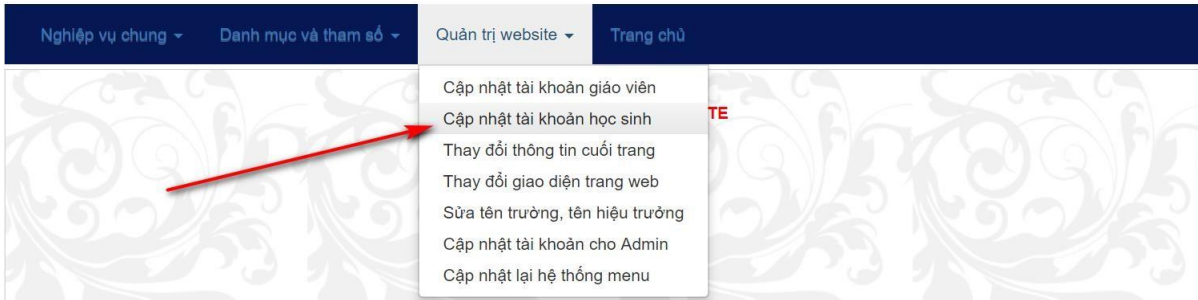 Nghiệp vụ chung Danh mục và tham số Quản trị website Trang chủ
Cập nhật tài khoản giáo viên
Cập nhật tài khoản học sinh
TE
Thay đổi thông tin cuối trang
Thay đổi giao diện trang web
Sửa tên trường, tên hiệu trưởng
Cập nhật tài khoản cho Admin
Cập nhật lại hệ thống menu